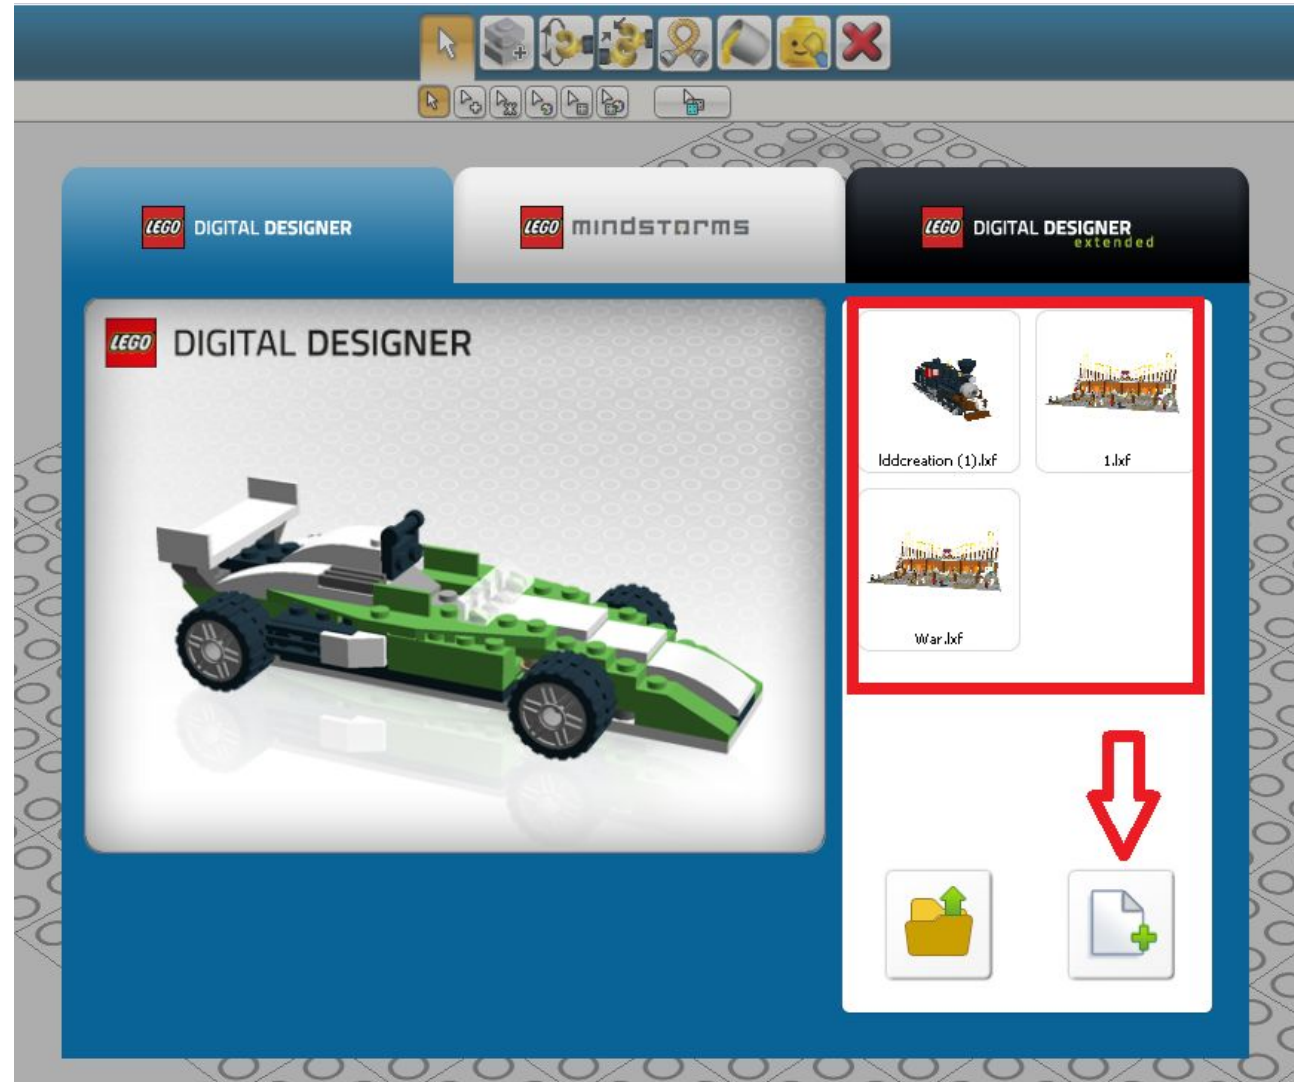 LEGO DIGITAL DESIGNER
LEGO mindstorms
LEGO DIGITAL DESIGNER
extended
LEGO DIGITAL DESIGNER
lddcreation (1).lxf
1.lxf
War.lxf